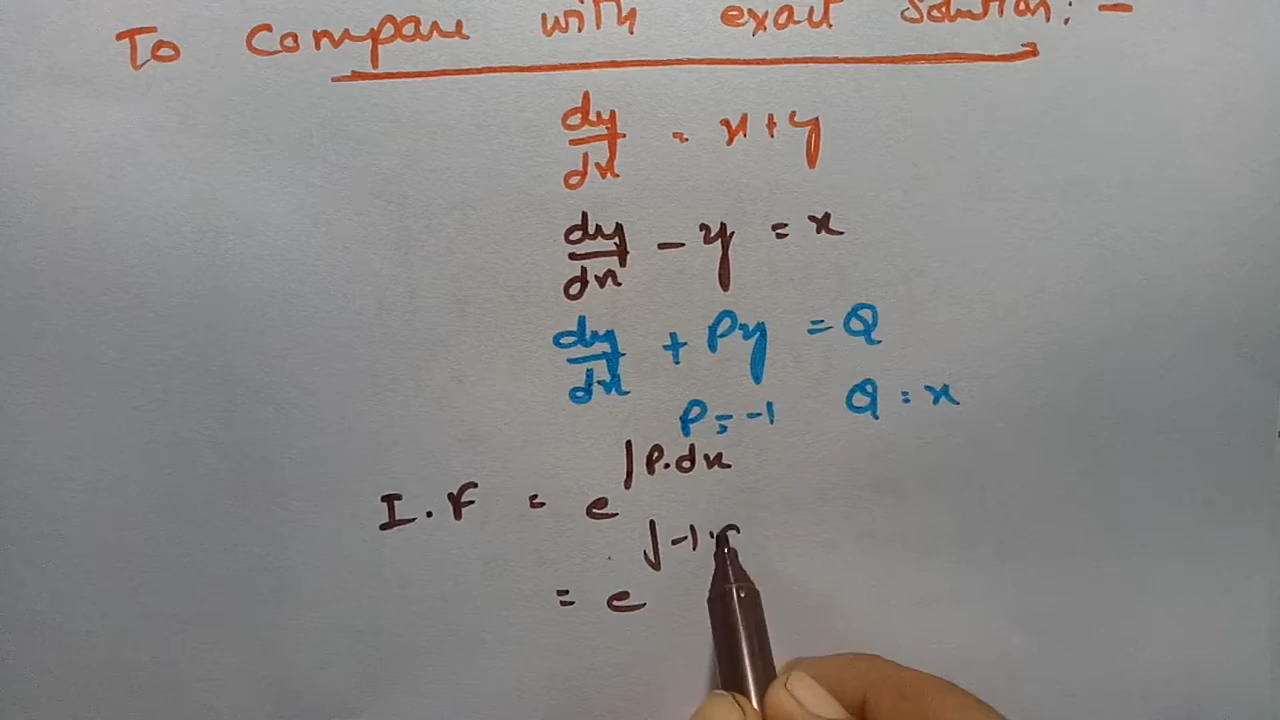 To compare with exact solution: -
dy/dx = x + y
dy/dx - y = x
dy/dx + Py = Q
P = -1 Q = x
I.F = e^∫P.dx
= e^∫-1.